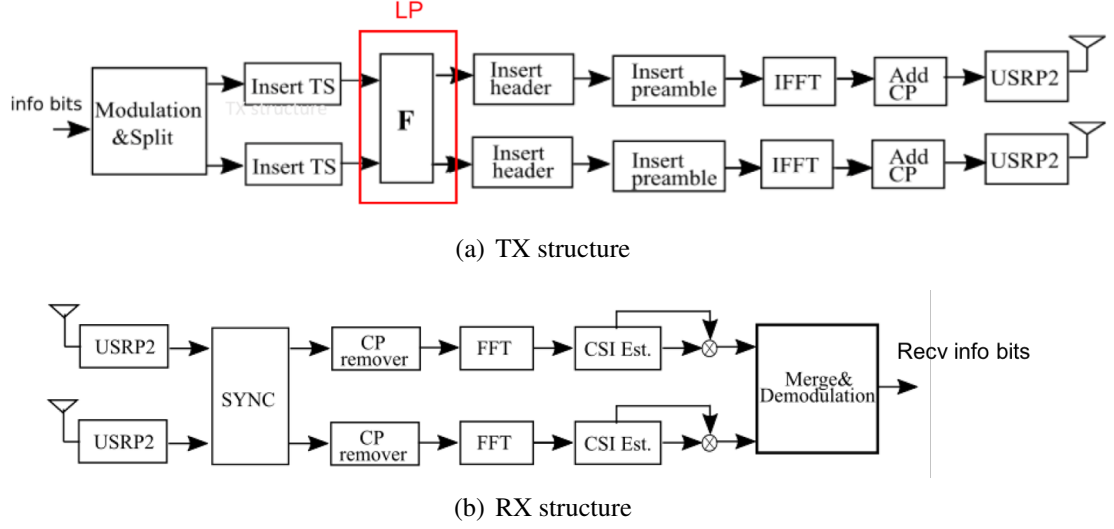 LP
info bits
Modulation
&Split
Insert TS
TX structure
Insert TS
F
Insert
header
Insert
preamble
IFFT
Add
CP
USRP2
Insert
header
Insert
preamble
IFFT
Add
CP
USRP2
(a) TX structure
USRP2
SYNC
CP
remover
FFT
CSI Est.
Merge&
Demodulation
Recv info bits
USRP2
CP
remover
FFT
CSI Est.
(b) RX structure